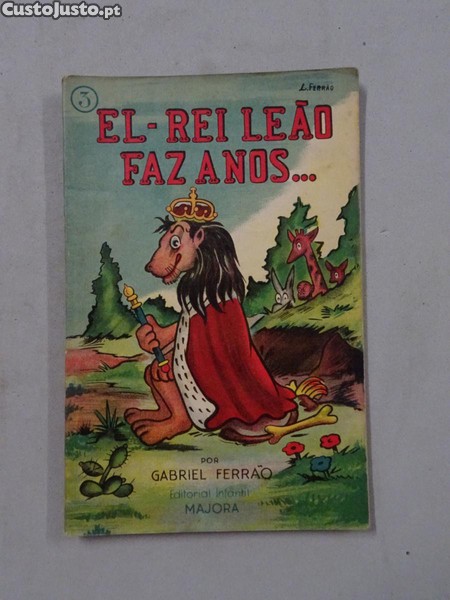 CustoJusto.pt
3
L. FERRÃO
EL-REI LEÃO
FAZ ANOS...
POR
GABRIEL FERRÃO
Editorial Infantil
MAJORA